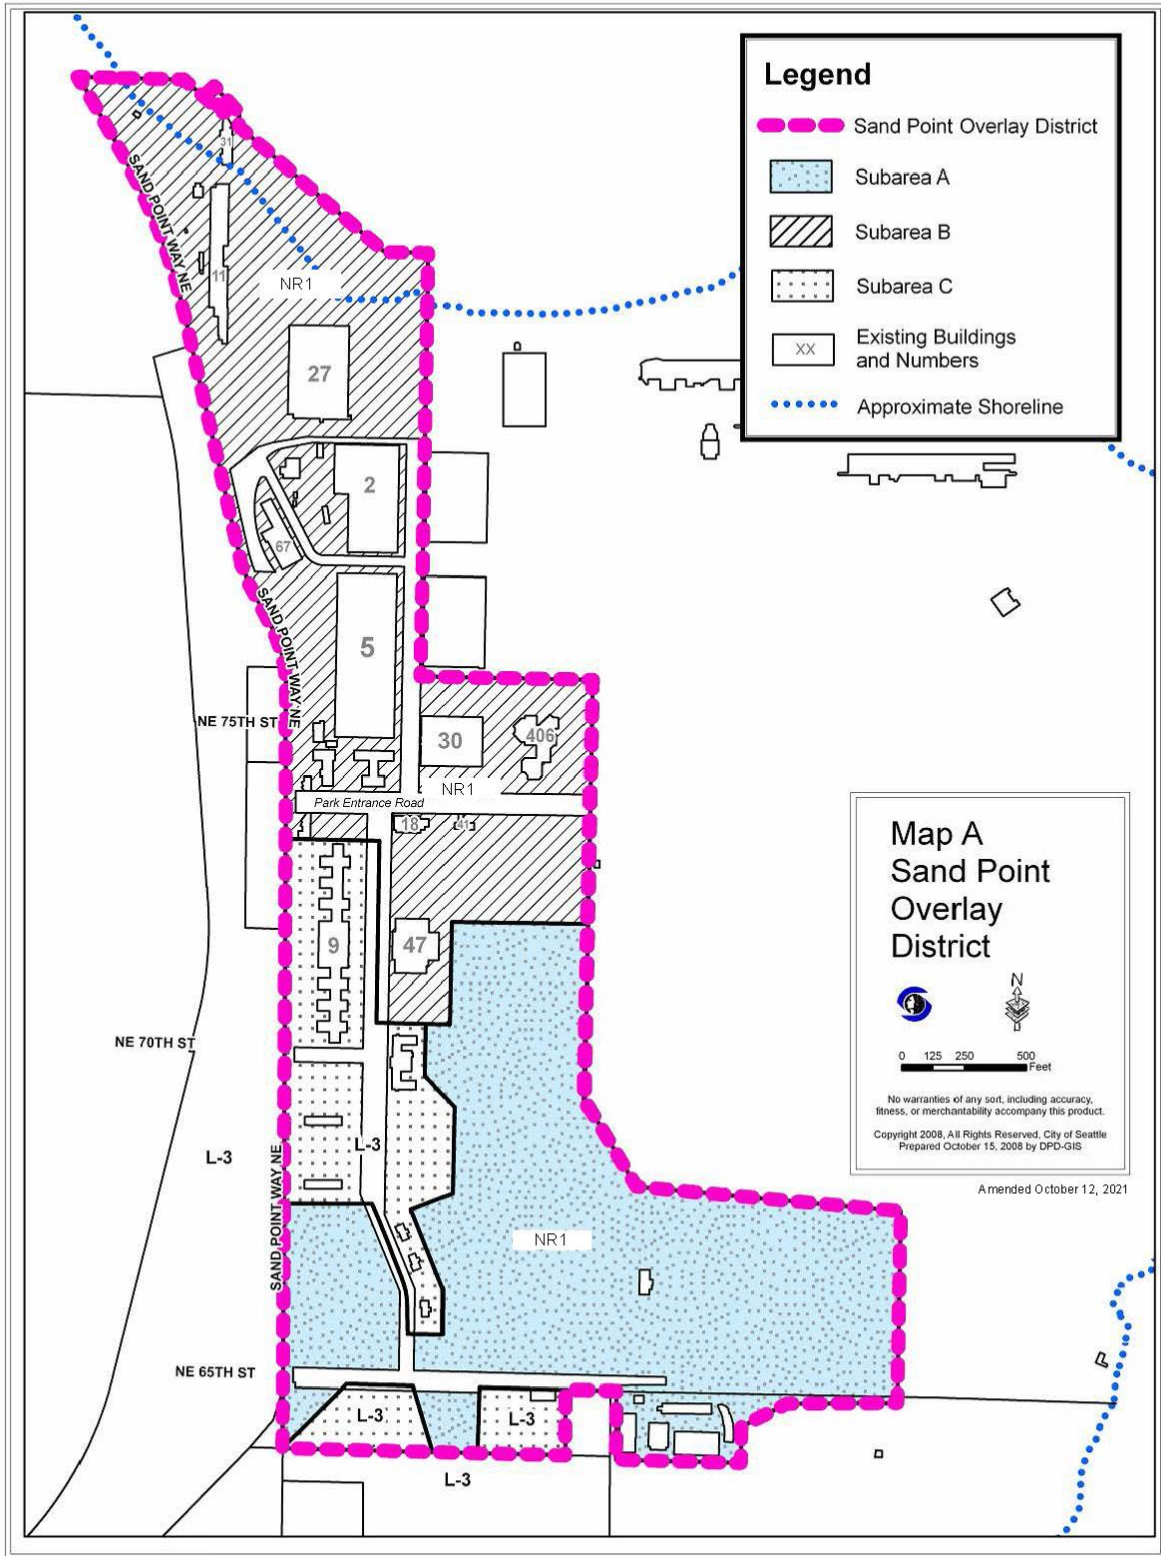 Legend
Sand Point Overlay District
Subarea A
Subarea B
Subarea C
XX
Existing Buildings
and Numbers
Approximate Shoreline
31
SAND POINT WAY NE
11
NR1
27
2
67
SAND POINT WAY NE
5
NE 75TH ST
30
406
NR1
Park Entrance Road
18
41
9
47
Map A
Sand Point
Overlay
District
N
0 125 250 500
Feet
No warranties of any sort, including accuracy,
fitness, or merchantability accompany this product.
Copyright 2008, All Rights Reserved, City of Seattle
Prepared October 15, 2008 by DPD-GIS
Amended October 12, 2021
NE 70TH ST
L-3
L-3
SAND POINT WAY NE
NR1
NE 65TH ST
L-3
L-3
L-3